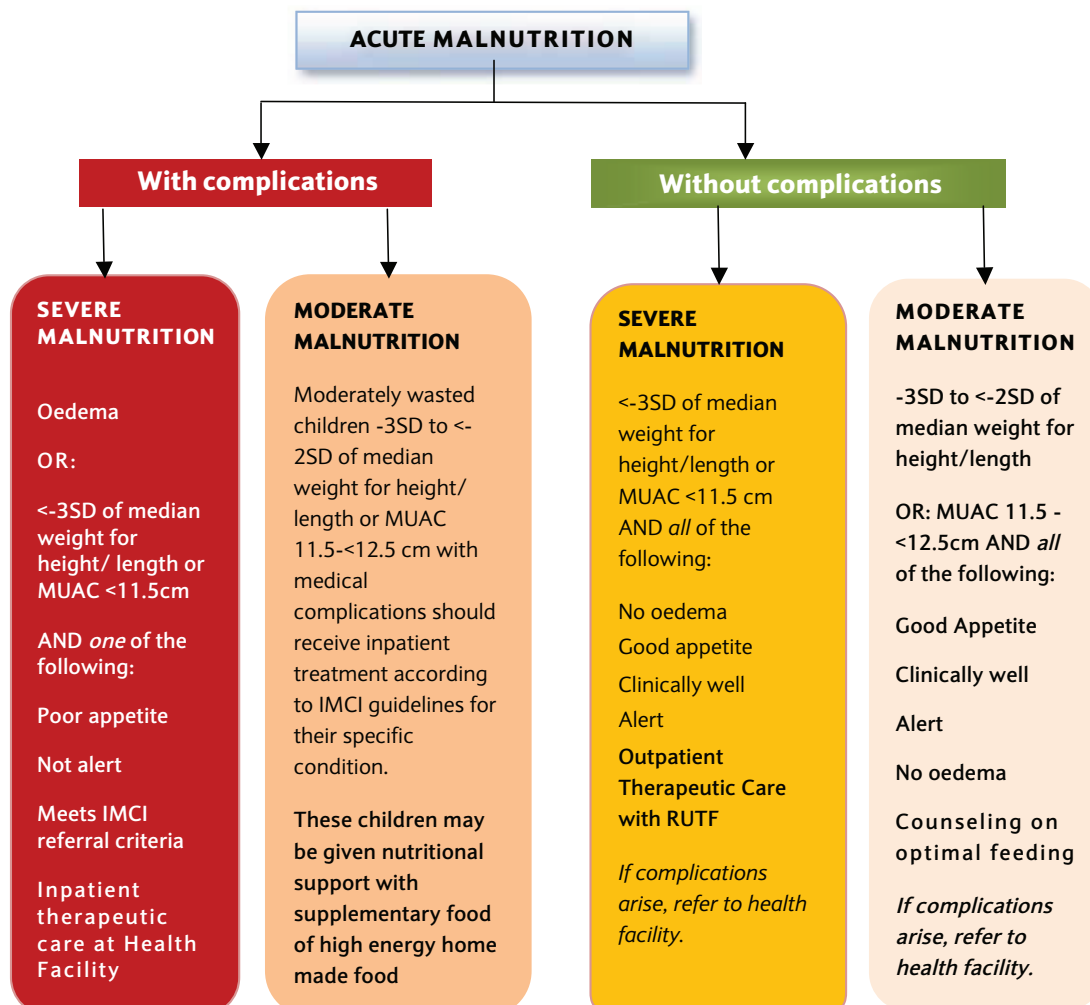 ACUTE MALNUTRITION
With complications
Without complications
SEVERE
MALNUTRITION
Oedema
OR:
<-3SD of median
weight for
height/ length or
MUAC <11.5cm
AND one of the
following:
Poor appetite
Not alert
Meets IMCI
referral criteria
Inpatient
therapeutic
care at Health
Facility
MODERATE
MALNUTRITION
Moderately wasted
children -3SD to <-
2SD of median
weight for height/
length or MUAC
11.5-<12.5 cm with
medical
complications should
receive inpatient
treatment according
to IMCI guidelines for
their specific
condition.
These children may
be given nutritional
support with
supplementary food
of high energy home
made food
SEVERE
MALNUTRITION
<-3SD of median
weight for
height/length or
MUAC <11.5 cm
AND all of the
following:
No oedema
Good appetite
Clinically well
Alert
Outpatient
Therapeutic Care
with RUTF
If complications
arise, refer to health
facility.
MODERATE
MALNUTRITION
-3SD to <-2SD of
median weight for
height/length
OR: MUAC 11.5 -
<12.5cm AND all
of the following:
Good Appetite
Clinically well
Alert
No oedema
Counseling on
optimal feeding
If complications
arise, refer to
health facility.